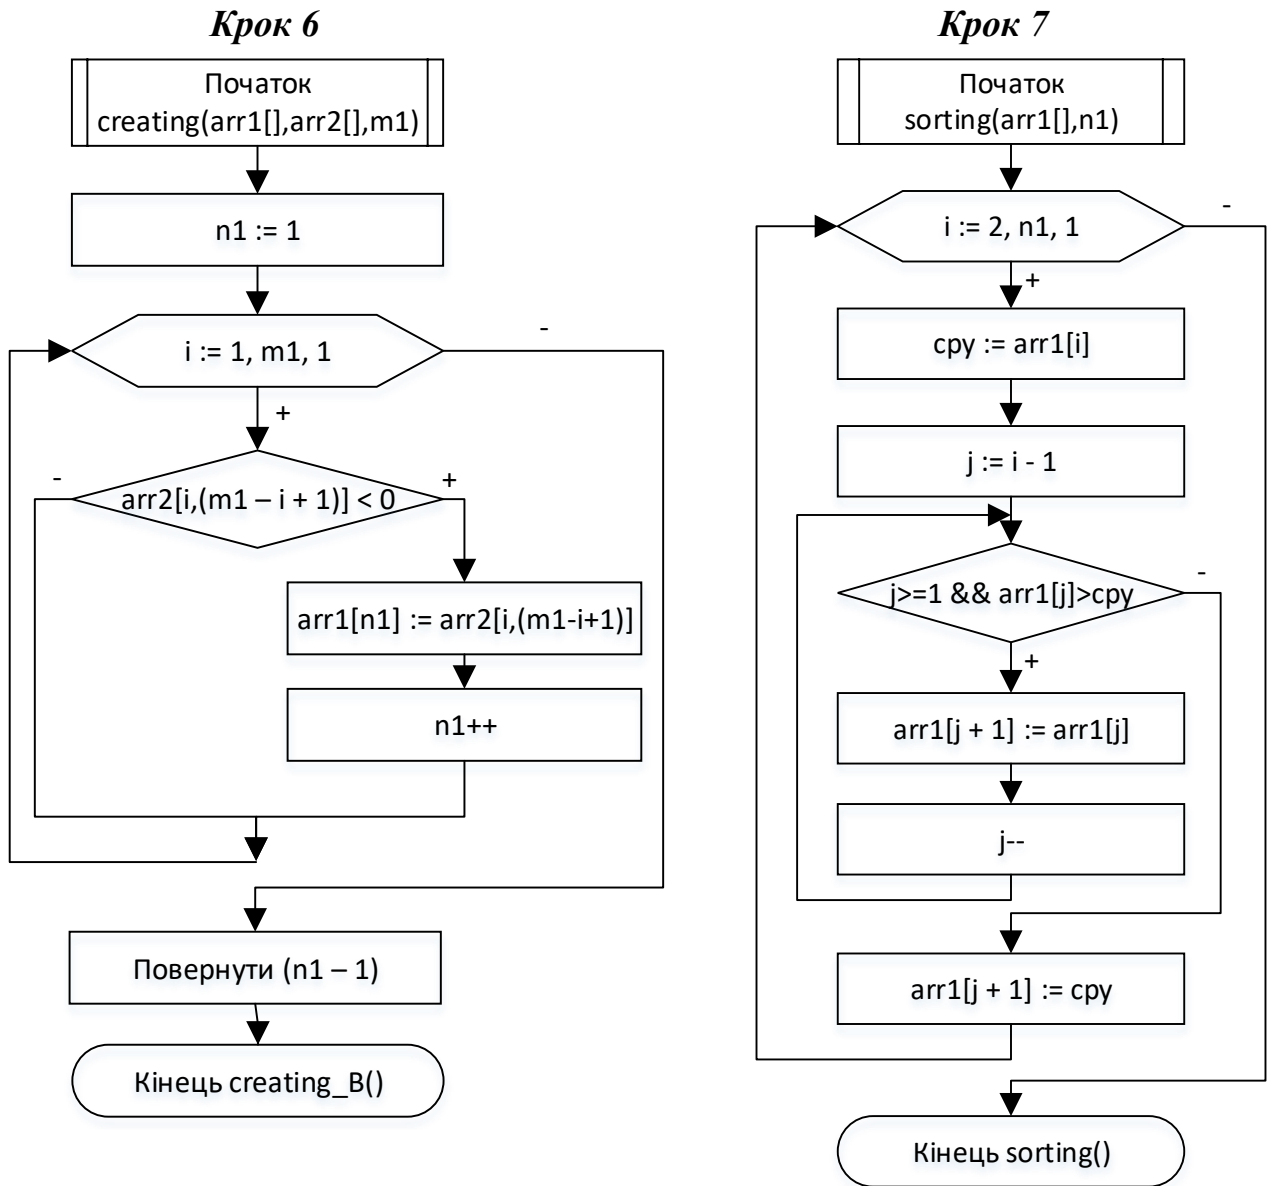 Крок 6
Початок
creating(arr1[],arr2[],m1)
n1 := 1
i := 1, m1, 1
-
+
arr2[i,(m1 – i + 1)] < 0
-
+
arr1[n1] := arr2[i,(m1-i+1)]
n1++
Повернути (n1 – 1)
Кінець creating_B()
Крок 7
Початок
sorting(arr1[],n1)
i := 2, n1, 1
-
+
cpy := arr1[i]
j := i - 1
j>=1 && arr1[j]>cpy
-
+
arr1[j + 1] := arr1[j]
j--
arr1[j + 1] := cpy
Кінець sorting()